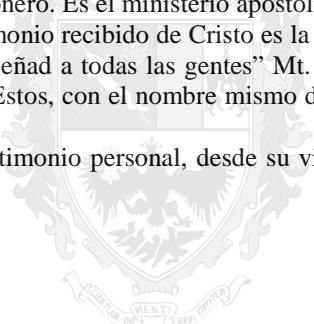 onero. Es el ministerio apostól
monio recibido de Cristo es la
eñad a todas las gentes” Mt.
Estos, con el nombre mismo d
timonio personal, desde su vi
MENTI